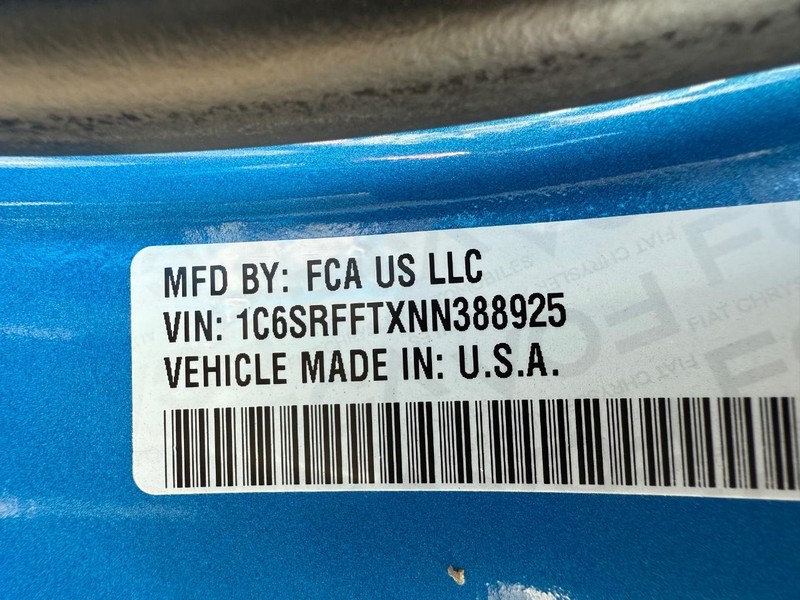 MFD BY: FCA US LLC
VIN: 1C6SRFFTXNN388925
VEHICLE MADE IN: U.S.A.